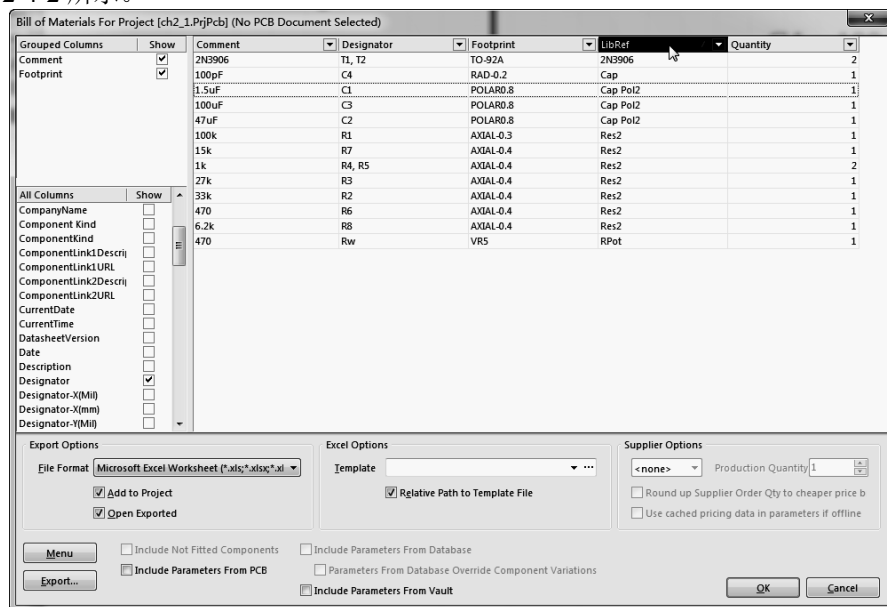 Bill of Materials For Project [ch2_1.PrjPcb] (No PCB Document Selected)
Grouped Columns Show
Comment
Footprint
Comment Designator Footprint LibRef Quantity
2N3906 T1, T2 TO-92A 2N3906 2
100pF C4 RAD-0.2 Cap 1
1.5uF C1 POLAR0.8 Cap Pol2 1
100uF C3 POLAR0.8 Cap Pol2 1
47uF C2 POLAR0.8 Cap Pol2 1
100k R1 AXIAL-0.3 Res2 1
15k R7 AXIAL-0.4 Res2 1
1k R4, R5 AXIAL-0.4 Res2 2
27k R3 AXIAL-0.4 Res2 1
33k R2 AXIAL-0.4 Res2 1
470 R6 AXIAL-0.4 Res2 1
6.2k R8 AXIAL-0.4 Res2 1
470 Rw VR5 RPot 1
All Columns Show
CompanyName
Component Kind
ComponentKind
ComponentLink1Descri
ComponentLink1URL
ComponentLink2Descri
ComponentLink2URL
CurrentDate
CurrentTime
DatasheetVersion
Date
Description
Designator
Designator-X(Mil)
Designator-X(mm)
Designator-Y(Mil)
Export Options
File Format Microsoft Excel Worksheet (*.xls;*.xlsx;*.xl
Add to Project
Open Exported
Excel Options
Template
Relative Path to Template File
Supplier Options
<none> Production Quantity 1
Round up Supplier Order Qty to cheaper price b
Use cached pricing data in parameters if offline
Menu
Export...
Include Not Fitted Components
Include Parameters From PCB
Include Parameters From Database
Parameters From Database Override Component Variations
Include Parameters From Vault
OK Cancel